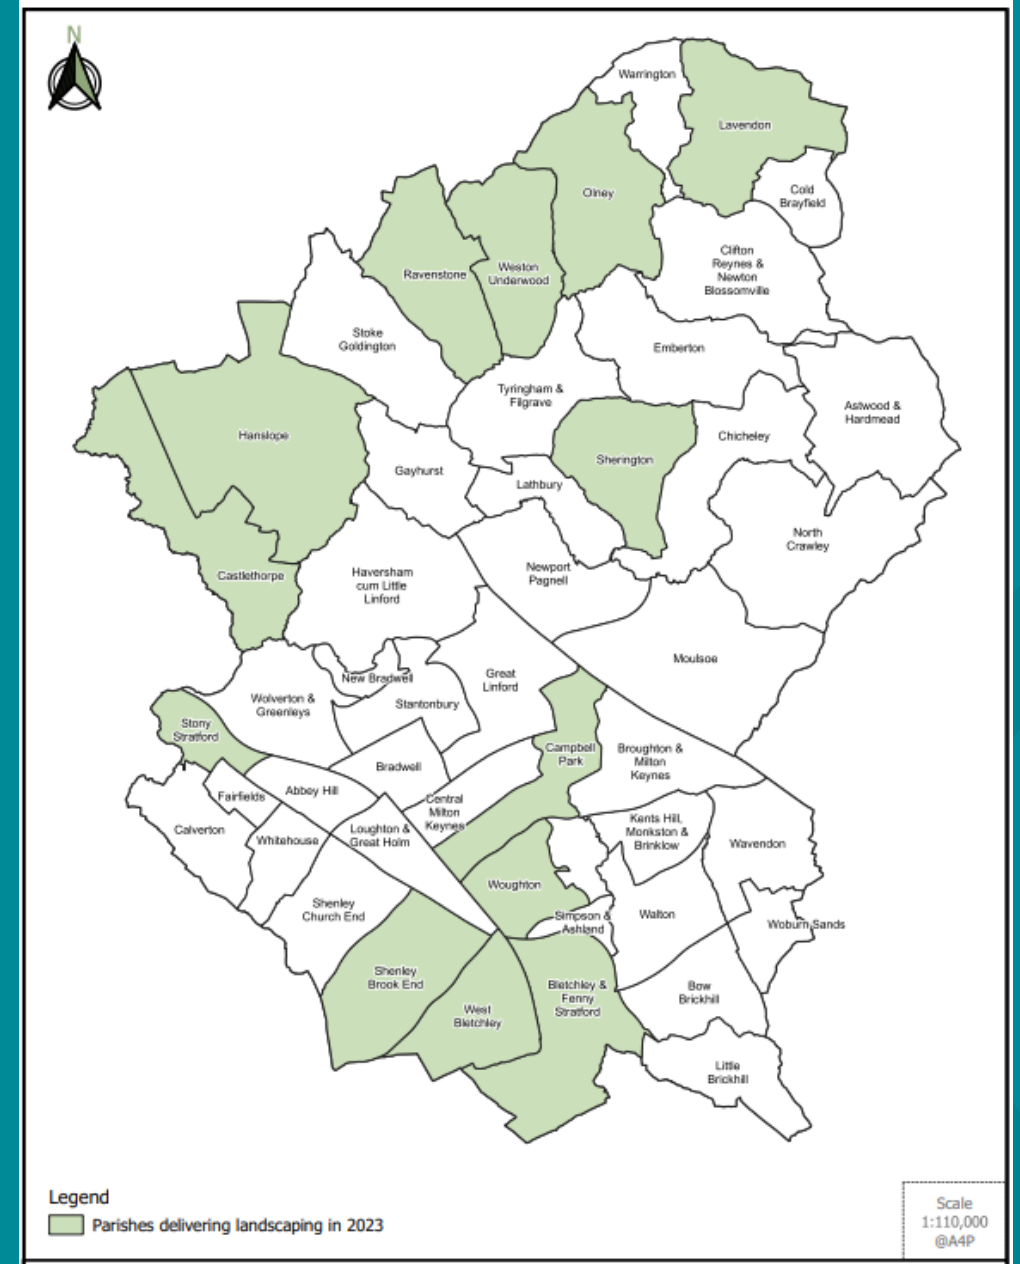 N
Warrington
Lavendon
Cold
Brayfield
Olney
Clifton
Reynes &
Newton
Blossomville
Ravenstone
Weston
Underwood
Stoke
Goldington
Emberton
Tyringham &
Filgrave
Astwood &
Hardmead
Hanslope
Chicheley
Sherington
Gayhurst
Lathbury
North
Crawley
Castlethorpe
Haversham
cum Little
Linford
Newport
Pagnell
Moulsoe
New Bradwell
Great
Linford
Wolverton &
Greenleys
Stantonbury
Stony
Stratford
Campbell
Park
Broughton &
Milton
Keynes
Bradwell
Fairfields
Abbey Hill
Central
Milton
Keynes
Calverton
Whitehouse
Loughton &
Great Holm
Kents Hill,
Monkston &
Brinklow
Wavendon
Woughton
Shenley
Church End
Simpson &
Ashland
Walton
Woburn Sands
Shenley
Brook End
West
Bletchley
Bletchley &
Fenny
Stratford
Bow
Brickhill
Little
Brickhill
Legend
Parishes delivering landscaping in 2023
Scale
1:110,000
@A4P